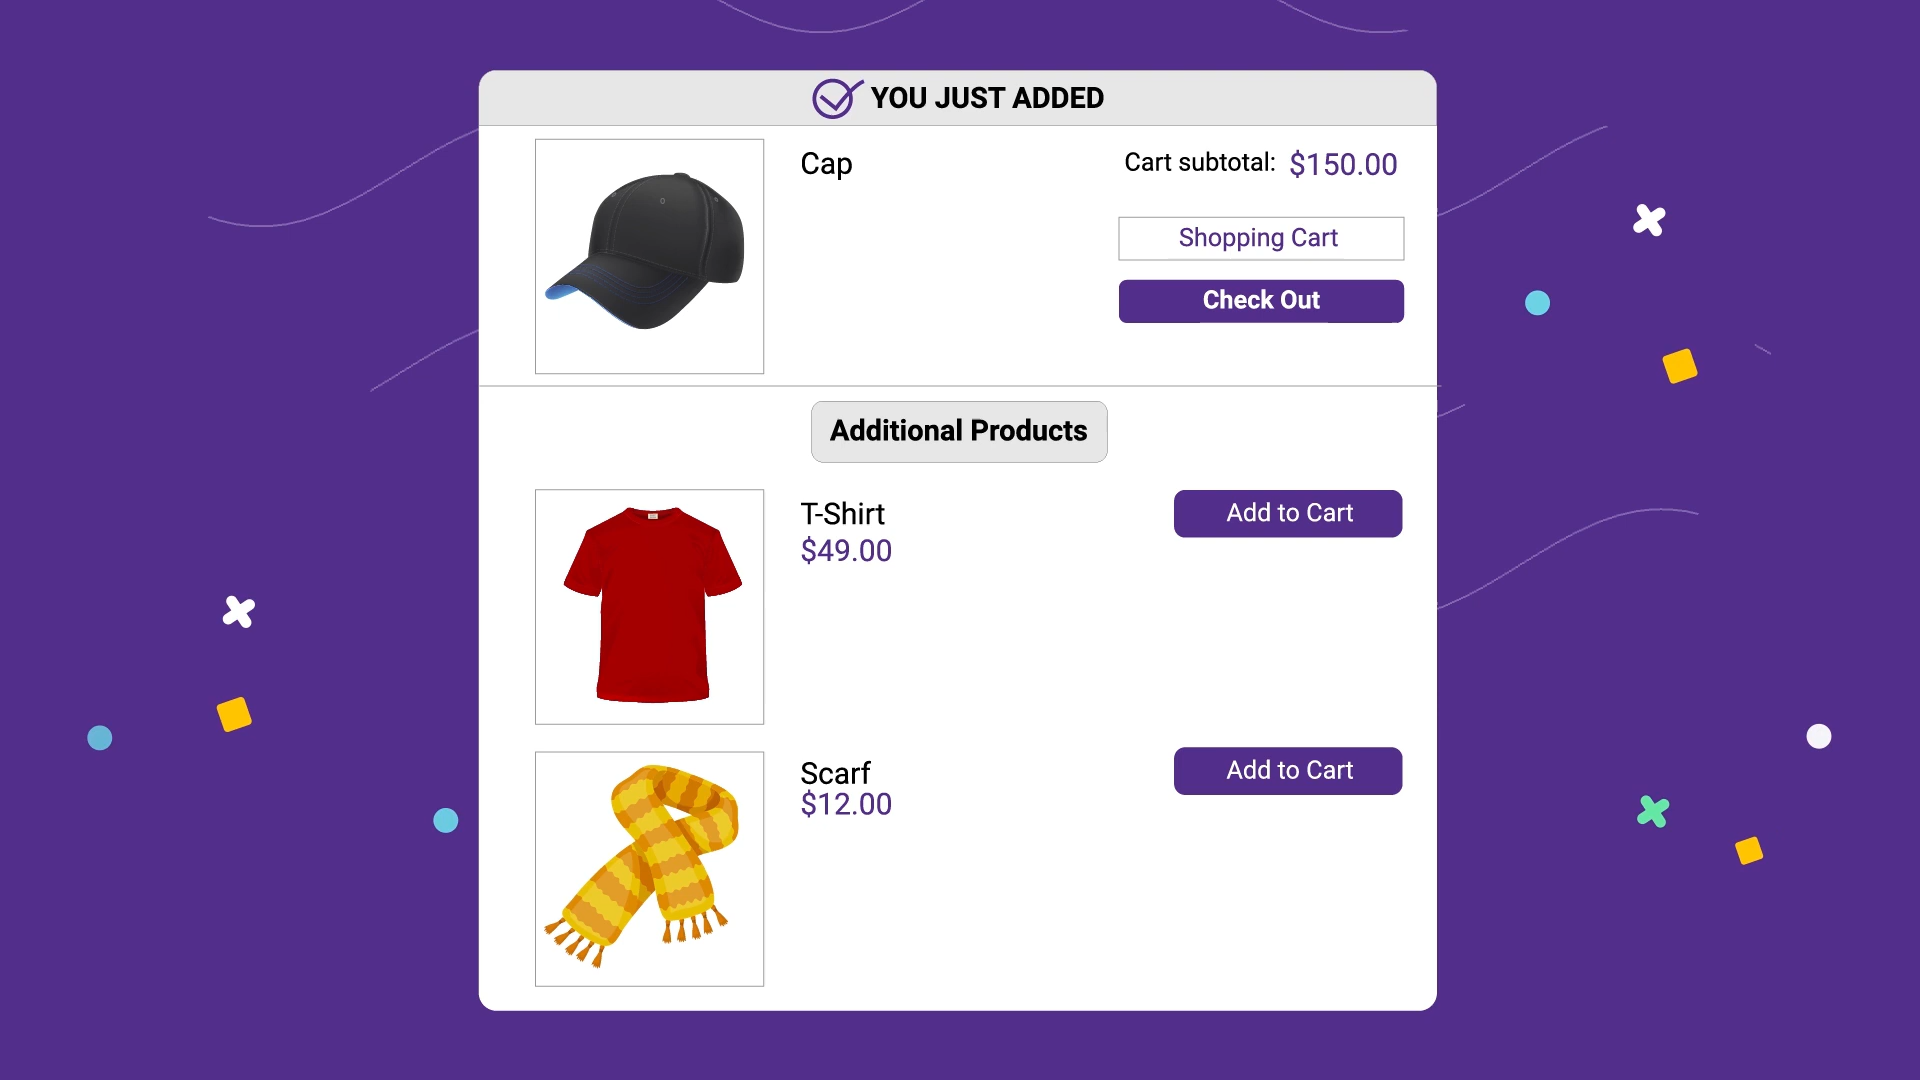 YOU JUST ADDED
Cap
Cart subtotal: $150.00
Shopping Cart
Check Out
Additional Products
T-Shirt
$49.00
Add to Cart
Scarf
$12.00
Add to Cart